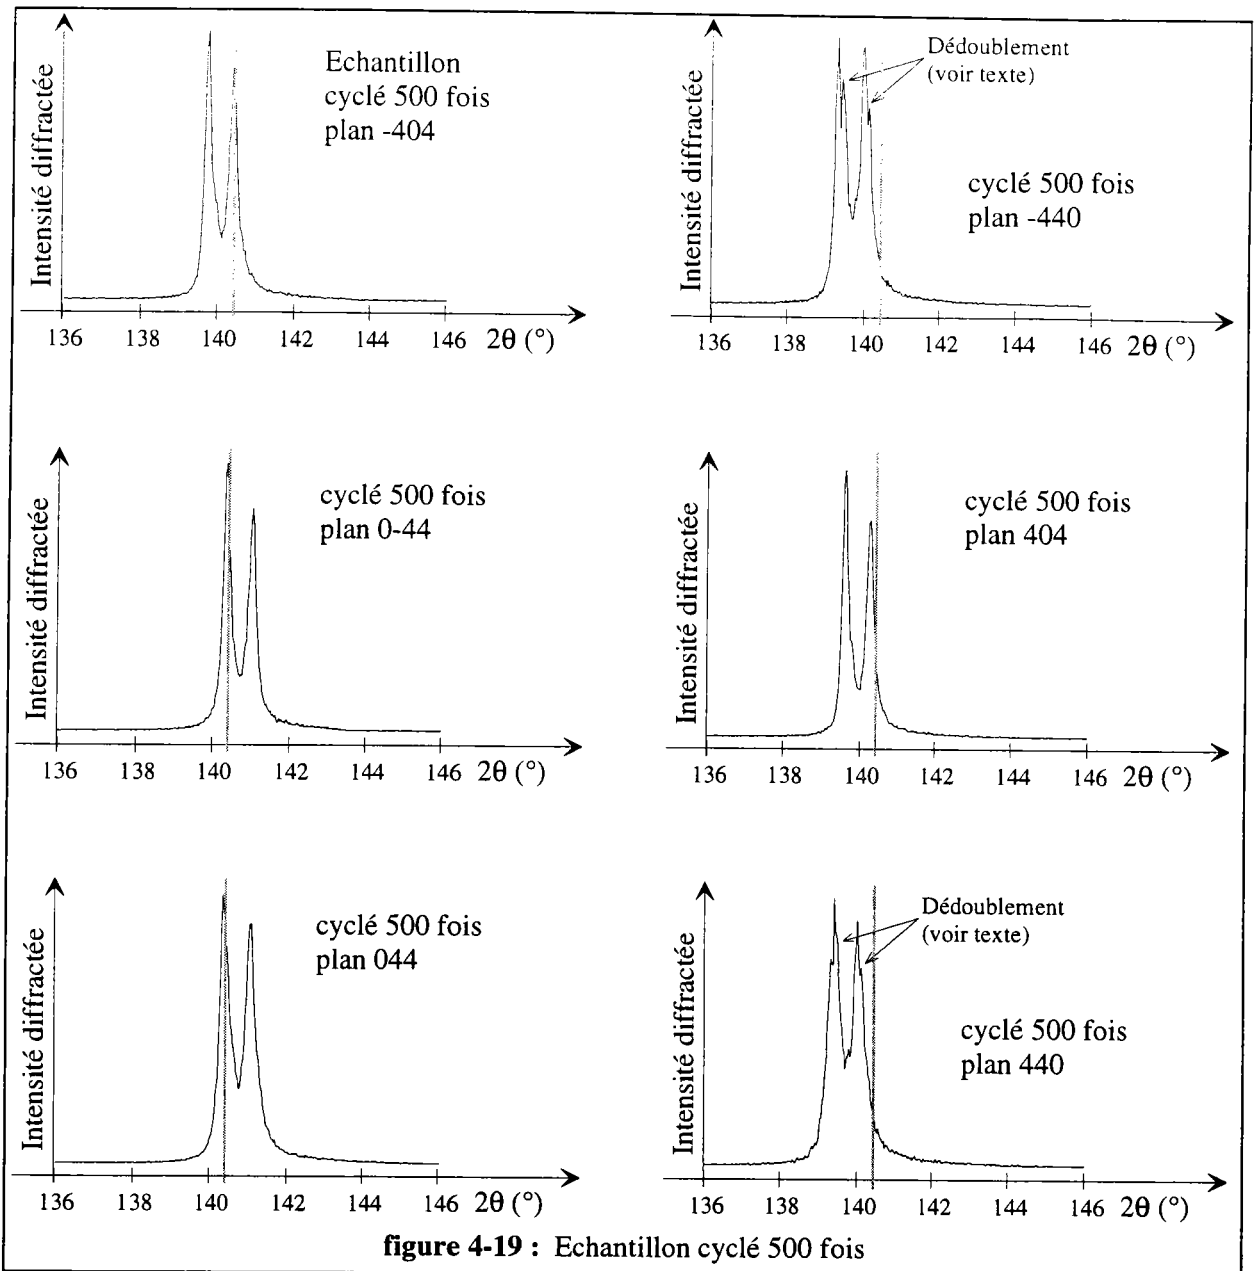 Intensité diffractée
Echantillon
cyclé 500 fois
plan -404
136 138 140 142 144 146 2θ (°)
Intensité diffractée
Dédoublement
(voir texte)
cyclé 500 fois
plan -440
136 138 140 142 144 146 2θ (°)
Intensité diffractée
cyclé 500 fois
plan 0-44
136 138 140 142 144 146 2θ (°)
Intensité diffractée
cyclé 500 fois
plan 404
136 138 140 142 144 146 2θ (°)
Intensité diffractée
cyclé 500 fois
plan 044
136 138 140 142 144 146 2θ (°)
Intensité diffractée
Dédoublement
(voir texte)
cyclé 500 fois
plan 440
136 138 140 142 144 146 2θ (°)
figure 4-19 : Echantillon cyclé 500 fois